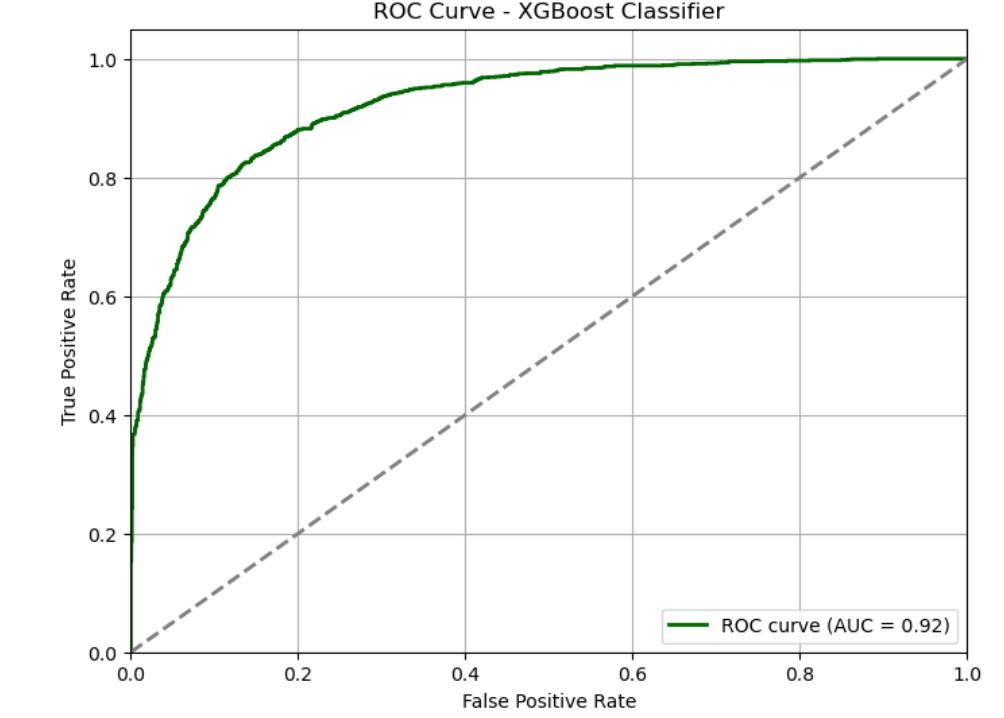 ROC Curve - XGBoost Classifier
1.0
0.8
0.6
0.4
0.2
0.0
True Positive Rate
ROC curve (AUC = 0.92)
0.0 0.2 0.4 0.6 0.8 1.0
False Positive Rate